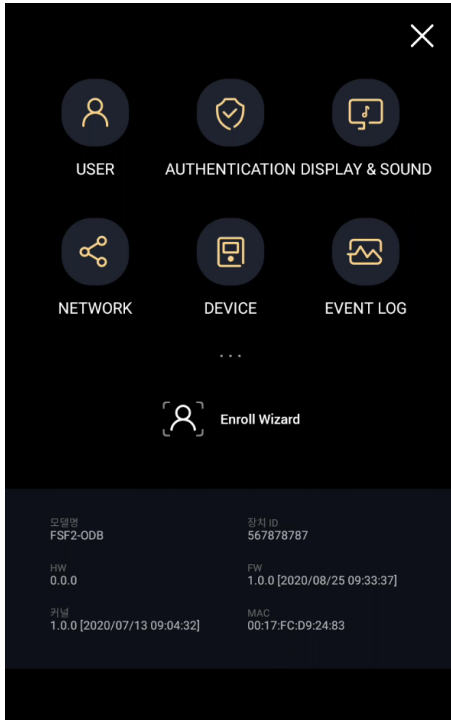 USER
AUTHENTICATION
DISPLAY & SOUND
NETWORK
DEVICE
EVENT LOG
...
Enroll Wizard
모델명
FSF2-ODB
장치 ID
567878787
HW
0.0.0
FW
1.0.0 [2020/08/25 09:33:37]
커널
1.0.0 [2020/07/13 09:04:32]
MAC
00:17:FC:D9:24:83